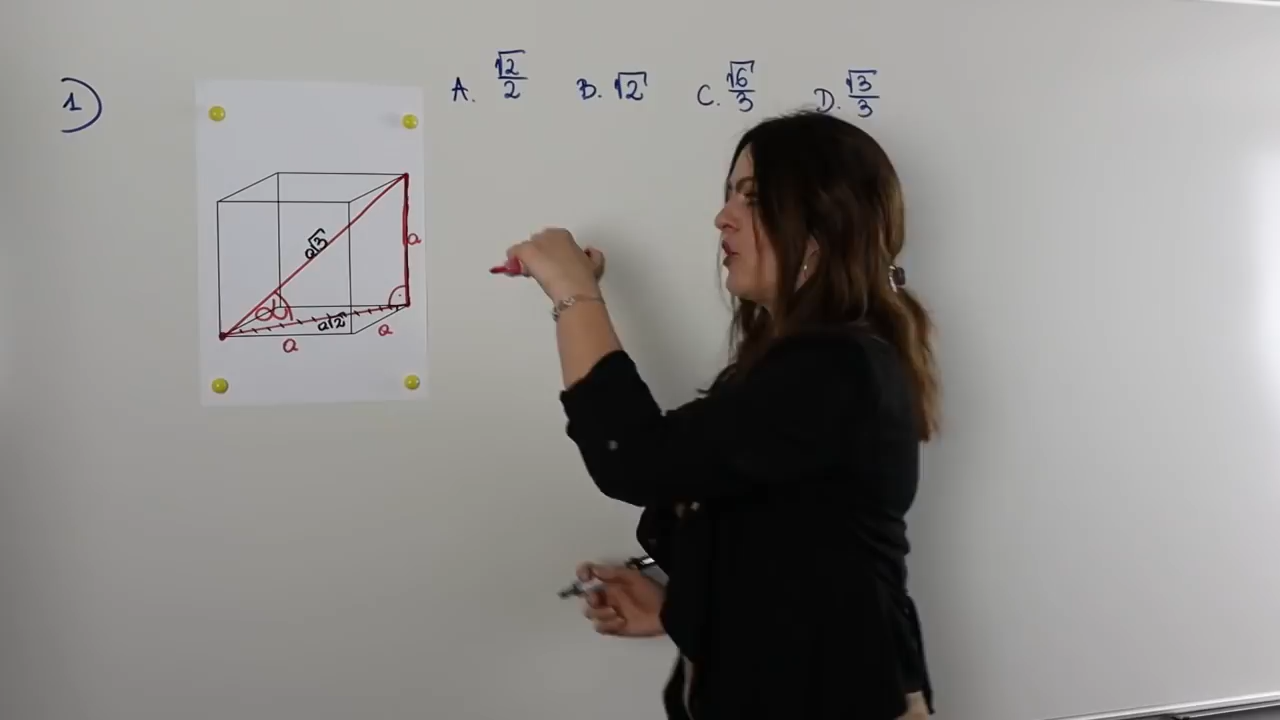 1)
A. √2/2 B. √2 C. √6/3 D. √3/3
a√3
a
α
a√2
a
a